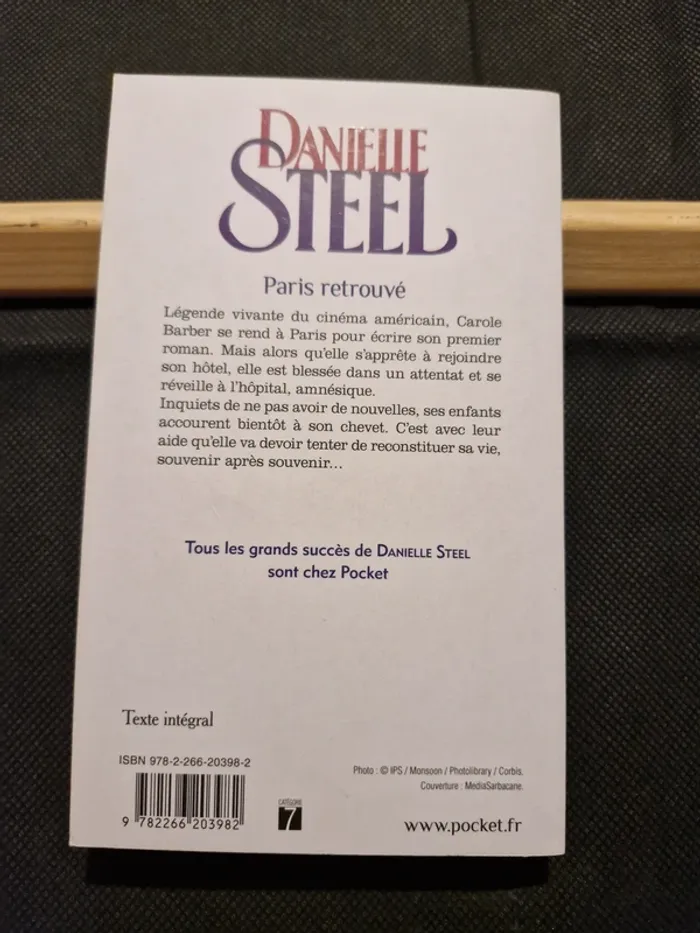 DANIELLE
STEEL
Paris retrouvé
Légende vivante du cinéma américain, Carole
Barber se rend à Paris pour écrire son premier
roman. Mais alors qu'elle s'apprête à rejoindre
son hôtel, elle est blessée dans un attentat et se
réveille à l'hôpital, amnésique.
Inquiets de ne pas avoir de nouvelles, ses enfants
accourent bientôt à son chevet. C'est avec leur
aide qu'elle va devoir tenter de reconstituer sa vie,
souvenir après souvenir...
Tous les grands succès de DANIELLE STEEL
sont chez Pocket
Texte intégral
ISBN 978-2-266-20398-2
9 782266 203982
CATÉGORIE
7
Photo : © IPS / Monsoon / Photolibrary / Corbis.
Couverture : MediaSarbacane.
www.pocket.fr